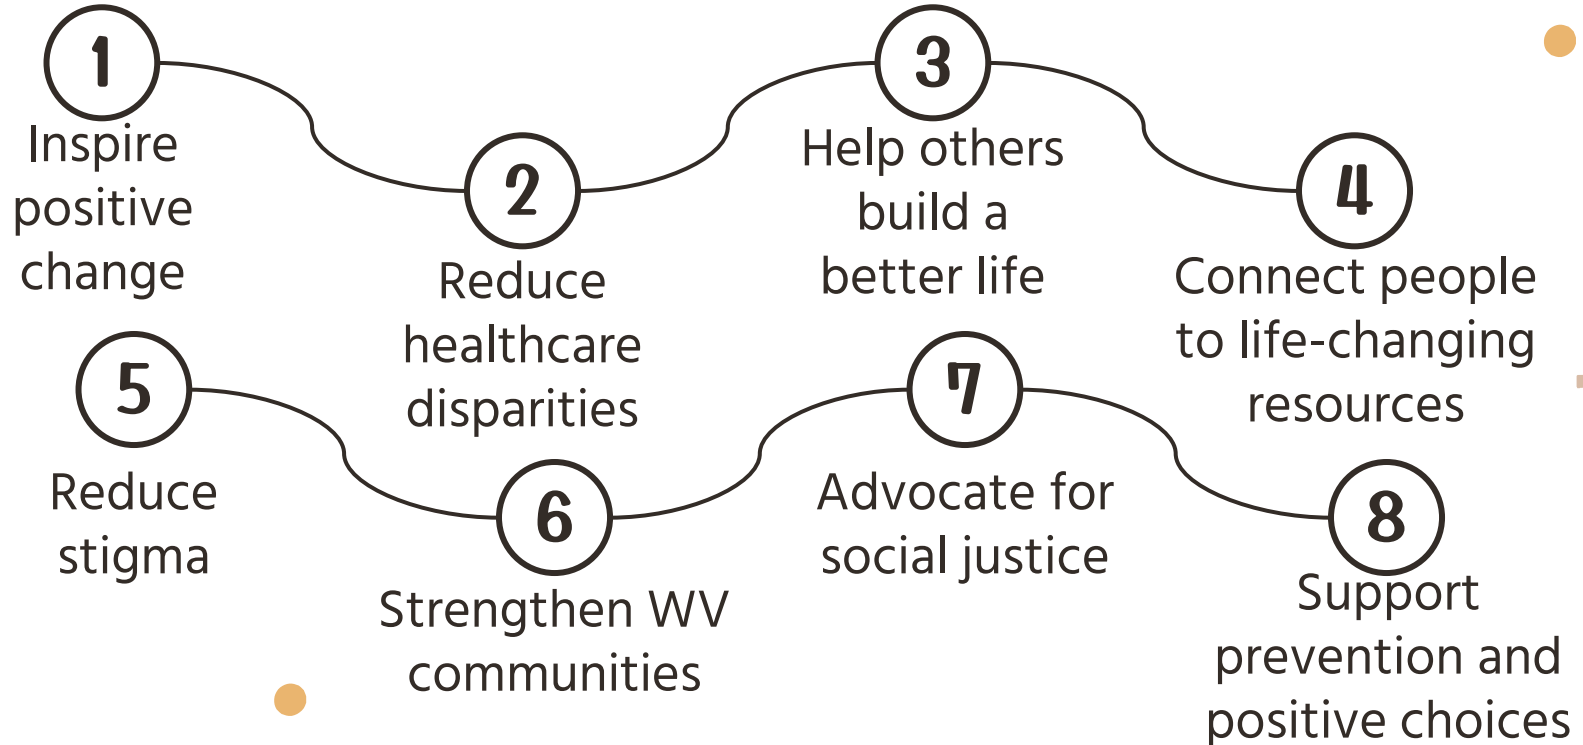 1
Inspire
positive
change
2
Reduce
healthcare
disparities
3
Help others
build a
better life
4
Connect people
to life-changing
resources
5
Reduce
stigma
6
Strengthen WV
communities
7
Advocate for
social justice
8
Support
prevention and
positive choices